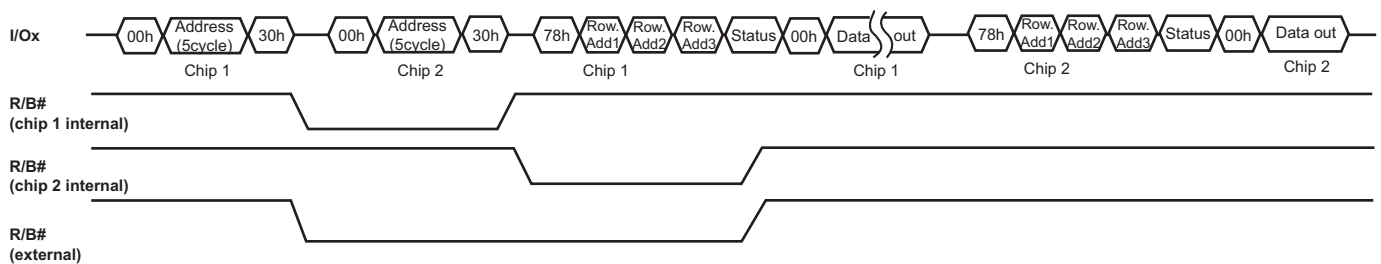 I/Ox
00h Address (5cycle) 30h 00h Address (5cycle) 30h 78h Row. Add1 Row. Add2 Row. Add3 Status 00h Data out 78h Row. Add1 Row. Add2 Row. Add3 Status 00h Data out
Chip 1 Chip 2 Chip 1 Chip 1 Chip 2 Chip 2
R/B#
(chip 1 internal)
R/B#
(chip 2 internal)
R/B#
(external)